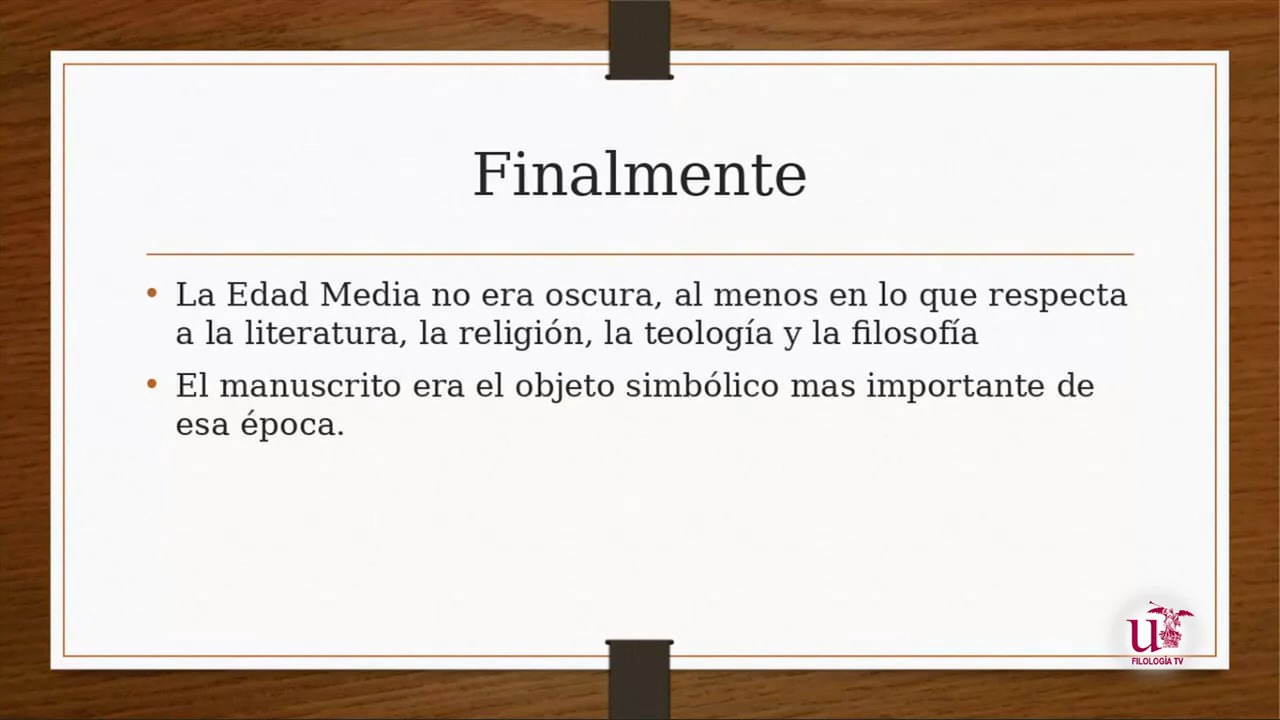 Finalmente
• La Edad Media no era oscura, al menos en lo que respecta
a la literatura, la religión, la teología y la filosofía
• El manuscrito era el objeto simbólico mas importante de
esa época.
u
FILOLOGÍA TV